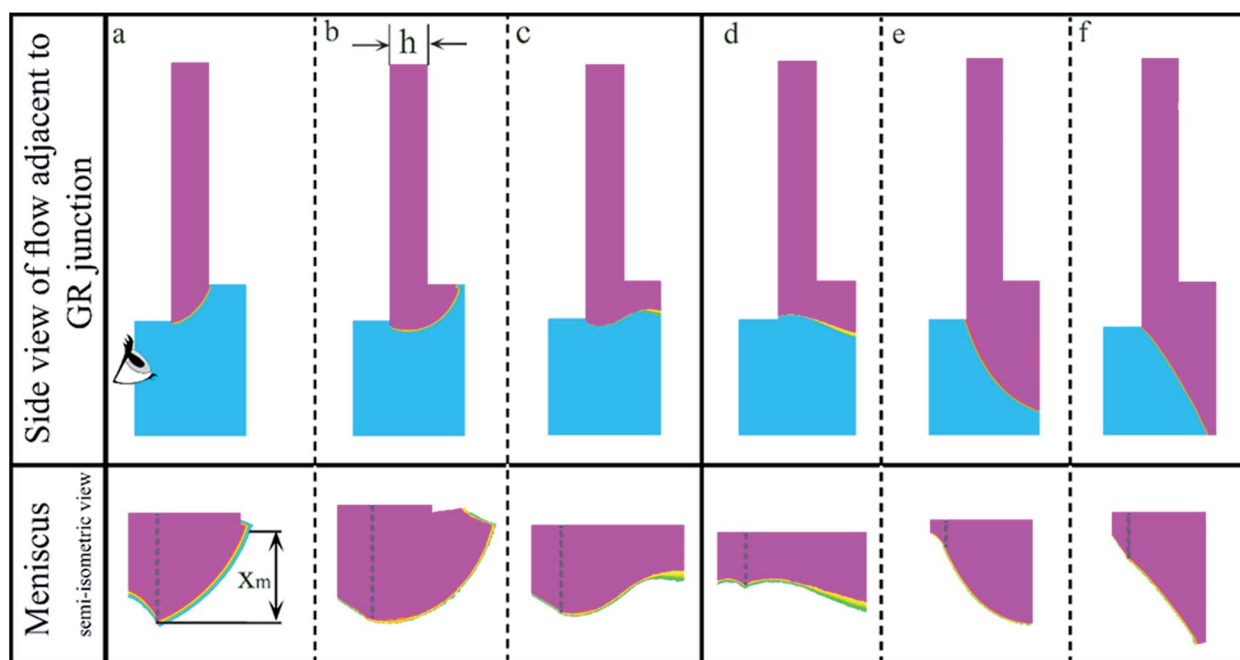 Side view of flow adjacent to
GR junction
a
b
h
c
d
e
f
Meniscus
semi-isometric view
Xm